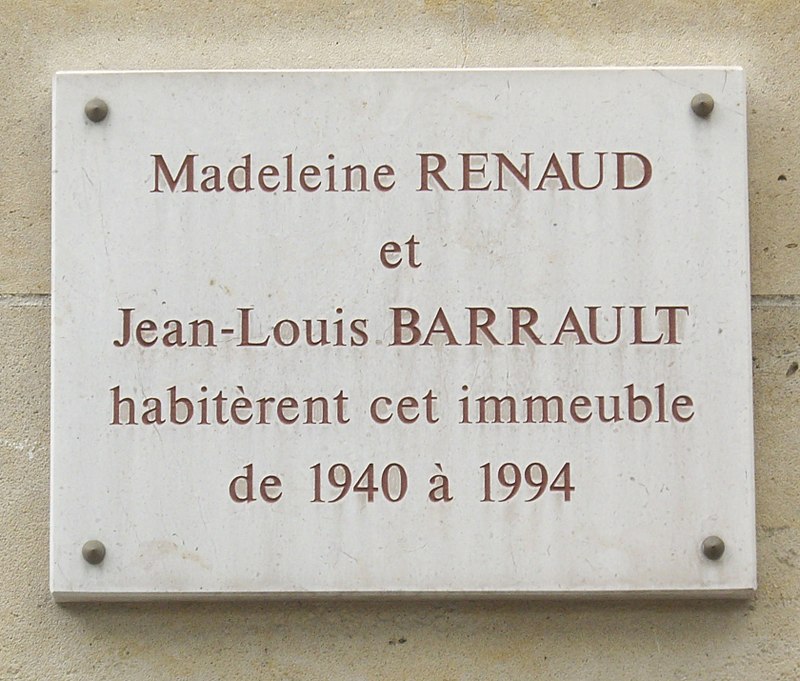 Madeleine RENAUD
et
Jean-Louis BARRAULT
habitèrent cet immeuble
de 1940 à 1994